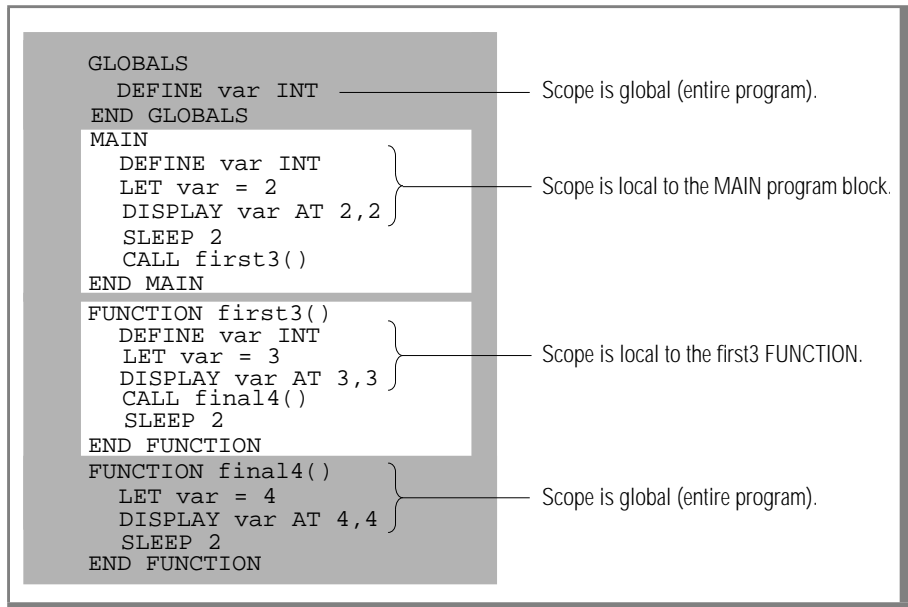 GLOBALS
DEFINE var INT
Scope is global (entire program).
END GLOBALS
MAIN
DEFINE var INT
LET var = 2
Scope is local to the MAIN program block.
DISPLAY var AT 2,2
SLEEP 2
CALL first3()
END MAIN
FUNCTION first3()
DEFINE var INT
LET var = 3
Scope is local to the first3 FUNCTION.
DISPLAY var AT 3,3
CALL final4()
SLEEP 2
END FUNCTION
FUNCTION final4()
LET var = 4
Scope is global (entire program).
DISPLAY var AT 4,4
SLEEP 2
END FUNCTION